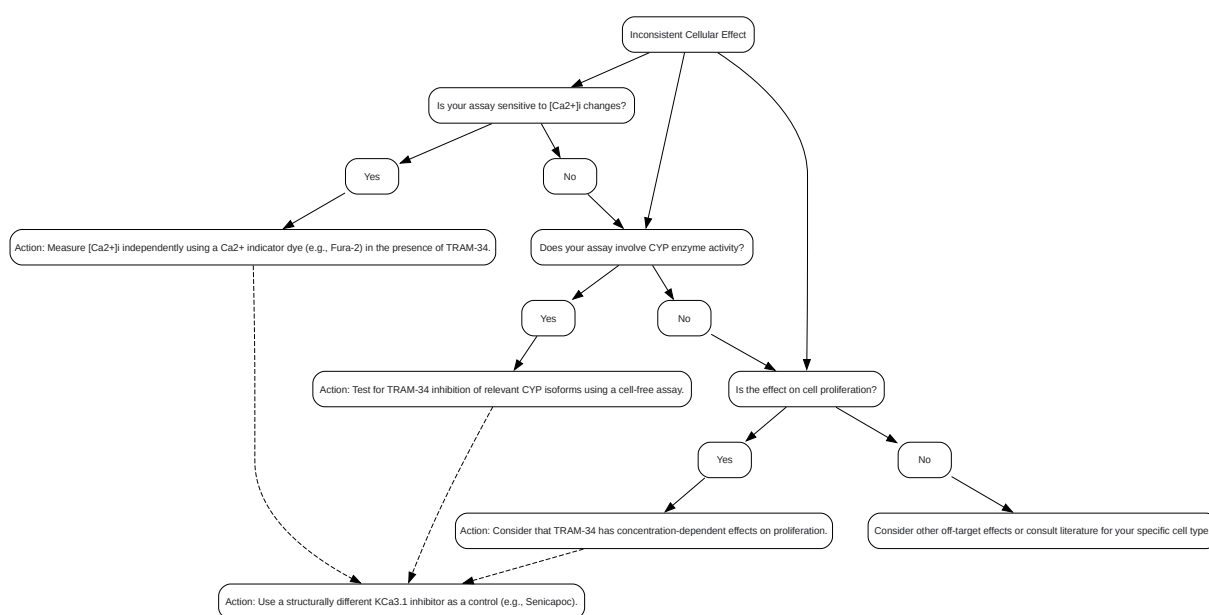 Inconsistent Cellular Effect
Is your assay sensitive to [Ca2+]i changes?
Yes
No
Action: Measure [Ca2+]i independently using a Ca2+ indicator dye (e.g., Fura-2) in the presence of TRAM-34.
Does your assay involve CYP enzyme activity?
Yes
No
Action: Test for TRAM-34 inhibition of relevant CYP isoforms using a cell-free assay.
Is the effect on cell proliferation?
Yes
No
Action: Consider that TRAM-34 has concentration-dependent effects on proliferation.
Consider other off-target effects or consult literature for your specific cell type
Action: Use a structurally different KCa3.1 inhibitor as a control (e.g., Senicapoc).